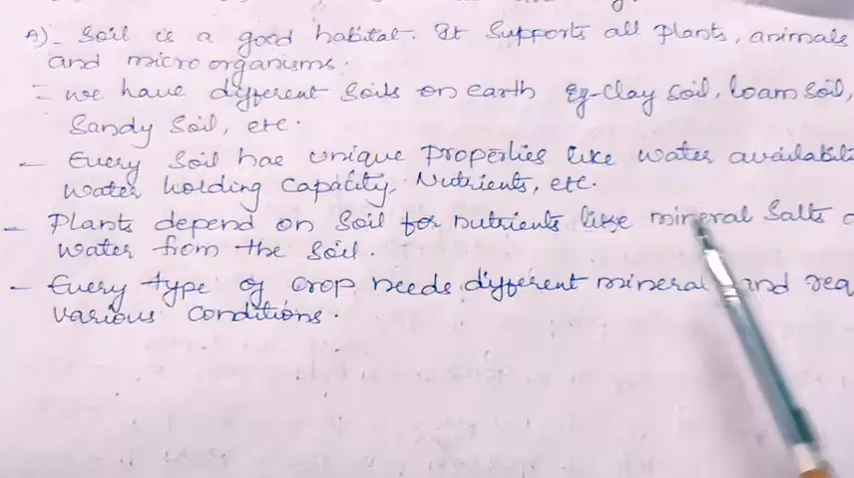 A)- Soil is a good habitat. It supports all plants, animals
and micro organisms.
- we have different soils on earth Eg-Clay soil, loam soil,
Sandy soil, etc.
- Every soil has unique properties like water availabili
water holding capacity, Nutrients, etc.
- Plants depend on soil for nutrients like mineral salts
water from the soil.
- Every type of crop needs different mineral and req
various conditions.